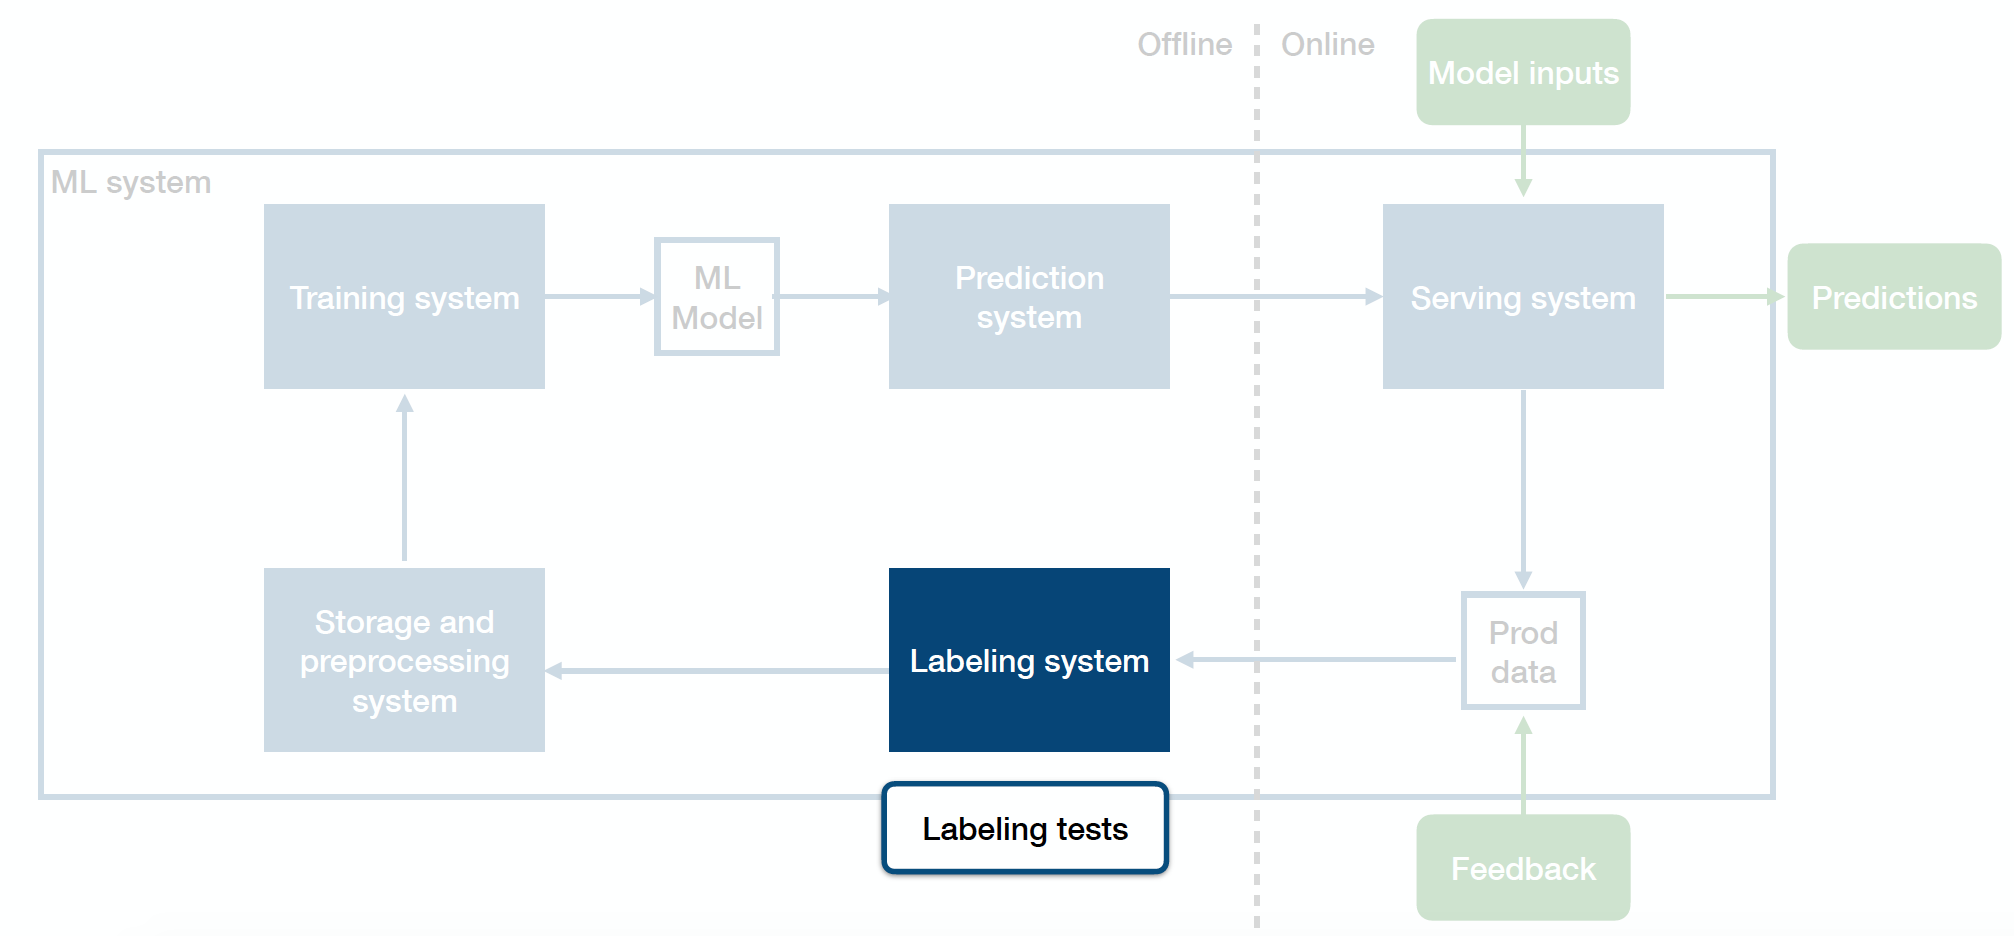 Offline
Online
Model inputs
ML system
Training system
ML
Model
Prediction
system
Serving system
Predictions
Storage and
preprocessing
system
Labeling system
Prod
data
Labeling tests
Feedback